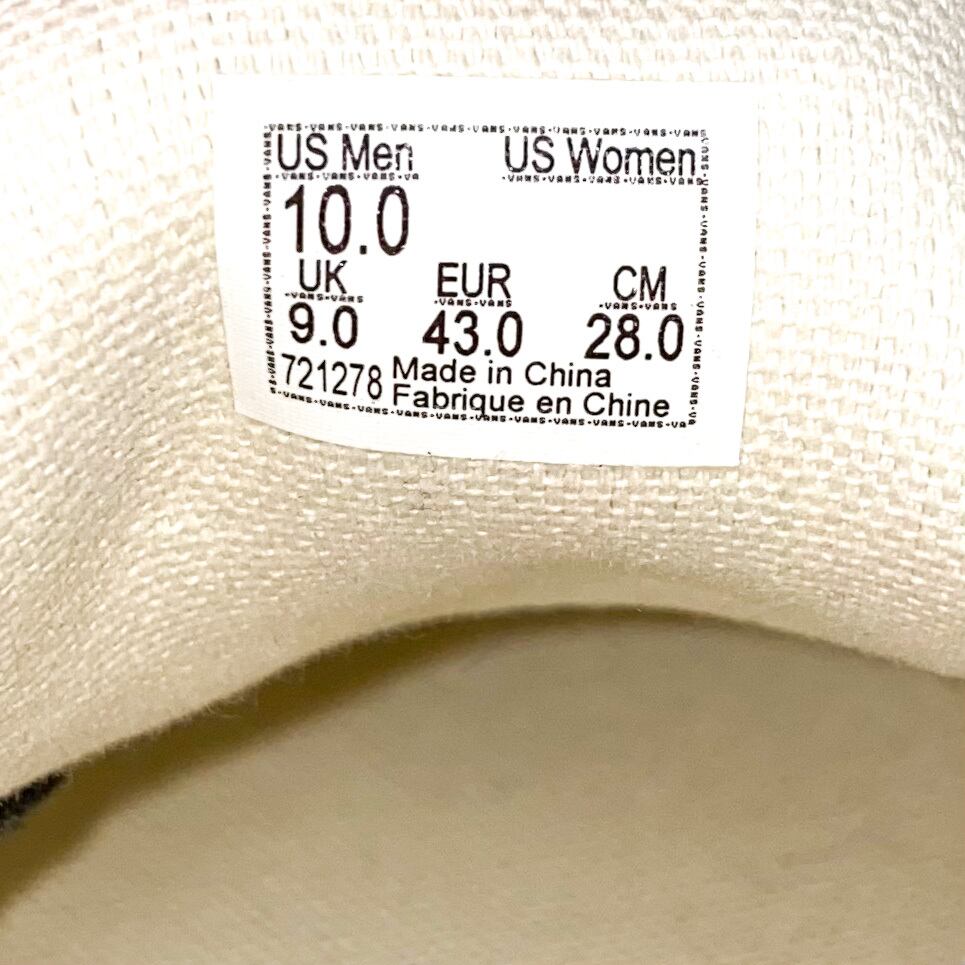 US Men US Women
10.0
UK EUR CM
9.0 43.0 28.0
721278 Made in China
Fabrique en Chine